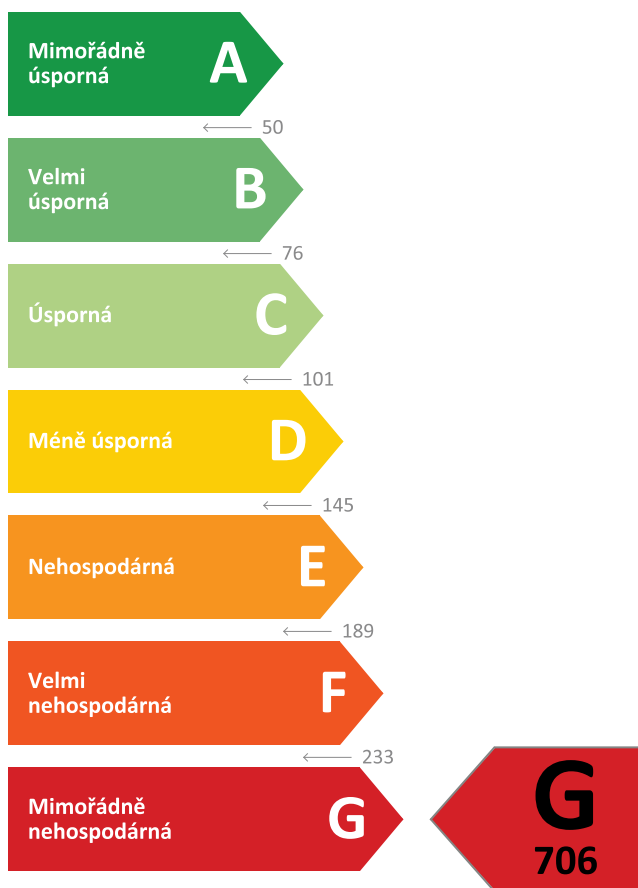 Mimořádně
úsporná
A
50
Velmi
úsporná
B
76
Úsporná
C
101
Méně úsporná
D
145
Nehospodárná
E
189
Velmi
nehospodárná
F
233
Mimořádně
nehospodárná
G
G
706